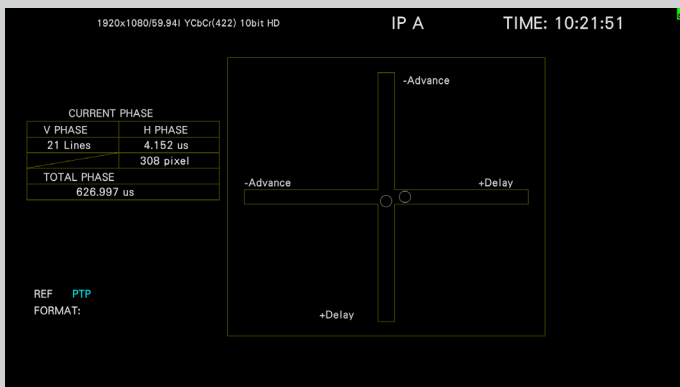 1920x1080/59.94I YCbCr(422) 10bit HD IP A TIME: 10:21:51
-Advance
CURRENT PHASE
V PHASE H PHASE
21 Lines 4.152 us
308 pixel
TOTAL PHASE
626.997 us
-Advance +Delay
REF PTP
FORMAT:
+Delay